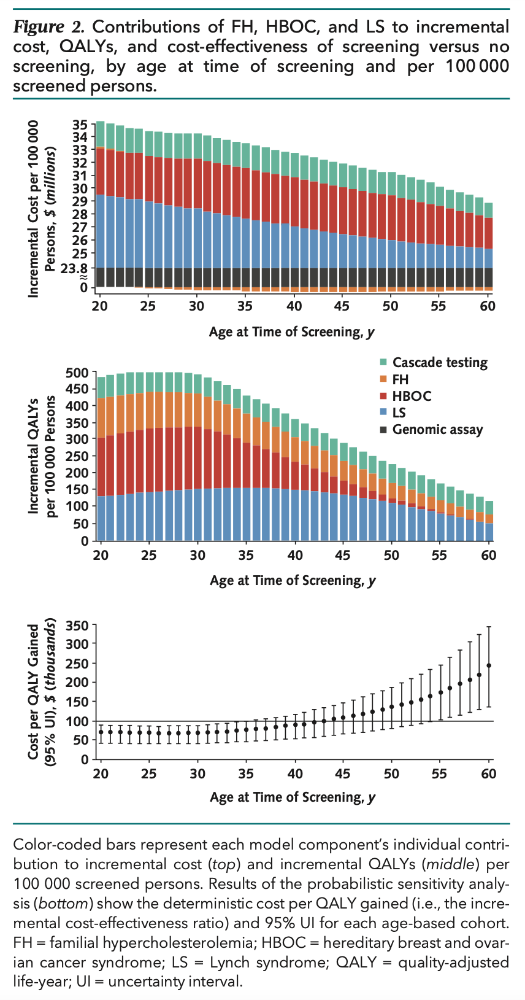 Figure 2. Contributions of FH, HBOC, and LS to incremental
cost, QALYs, and cost-effectiveness of screening versus no
screening, by age at time of screening and per 100 000
screened persons.
Incremental Cost per 100 000
Persons, $ (millions)
35
34
33
32
31
30
29
28
27
26
25
23.8
≈
0
20 25 30 35 40 45 50 55 60
Age at Time of Screening, y
Incremental QALYs
per 100 000 Persons
500
450
400
350
300
250
200
150
100
50
0
Cascade testing
FH
HBOC
LS
Genomic assay
20 25 30 35 40 45 50 55 60
Age at Time of Screening, y
Cost per QALY Gained
(95% UI), $ (thousands)
350
300
250
200
150
100
50
0
20 25 30 35 40 45 50 55 60
Age at Time of Screening, y
Color-coded bars represent each model component's individual contri-
bution to incremental cost (top) and incremental QALYs (middle) per
100 000 screened persons. Results of the probabilistic sensitivity analy-
sis (bottom) show the deterministic cost per QALY gained (i.e., the incre-
mental cost-effectiveness ratio) and 95% UI for each age-based cohort.
FH = familial hypercholesterolemia; HBOC = hereditary breast and ovar-
ian cancer syndrome; LS = Lynch syndrome; QALY = quality-adjusted
life-year; UI = uncertainty interval.